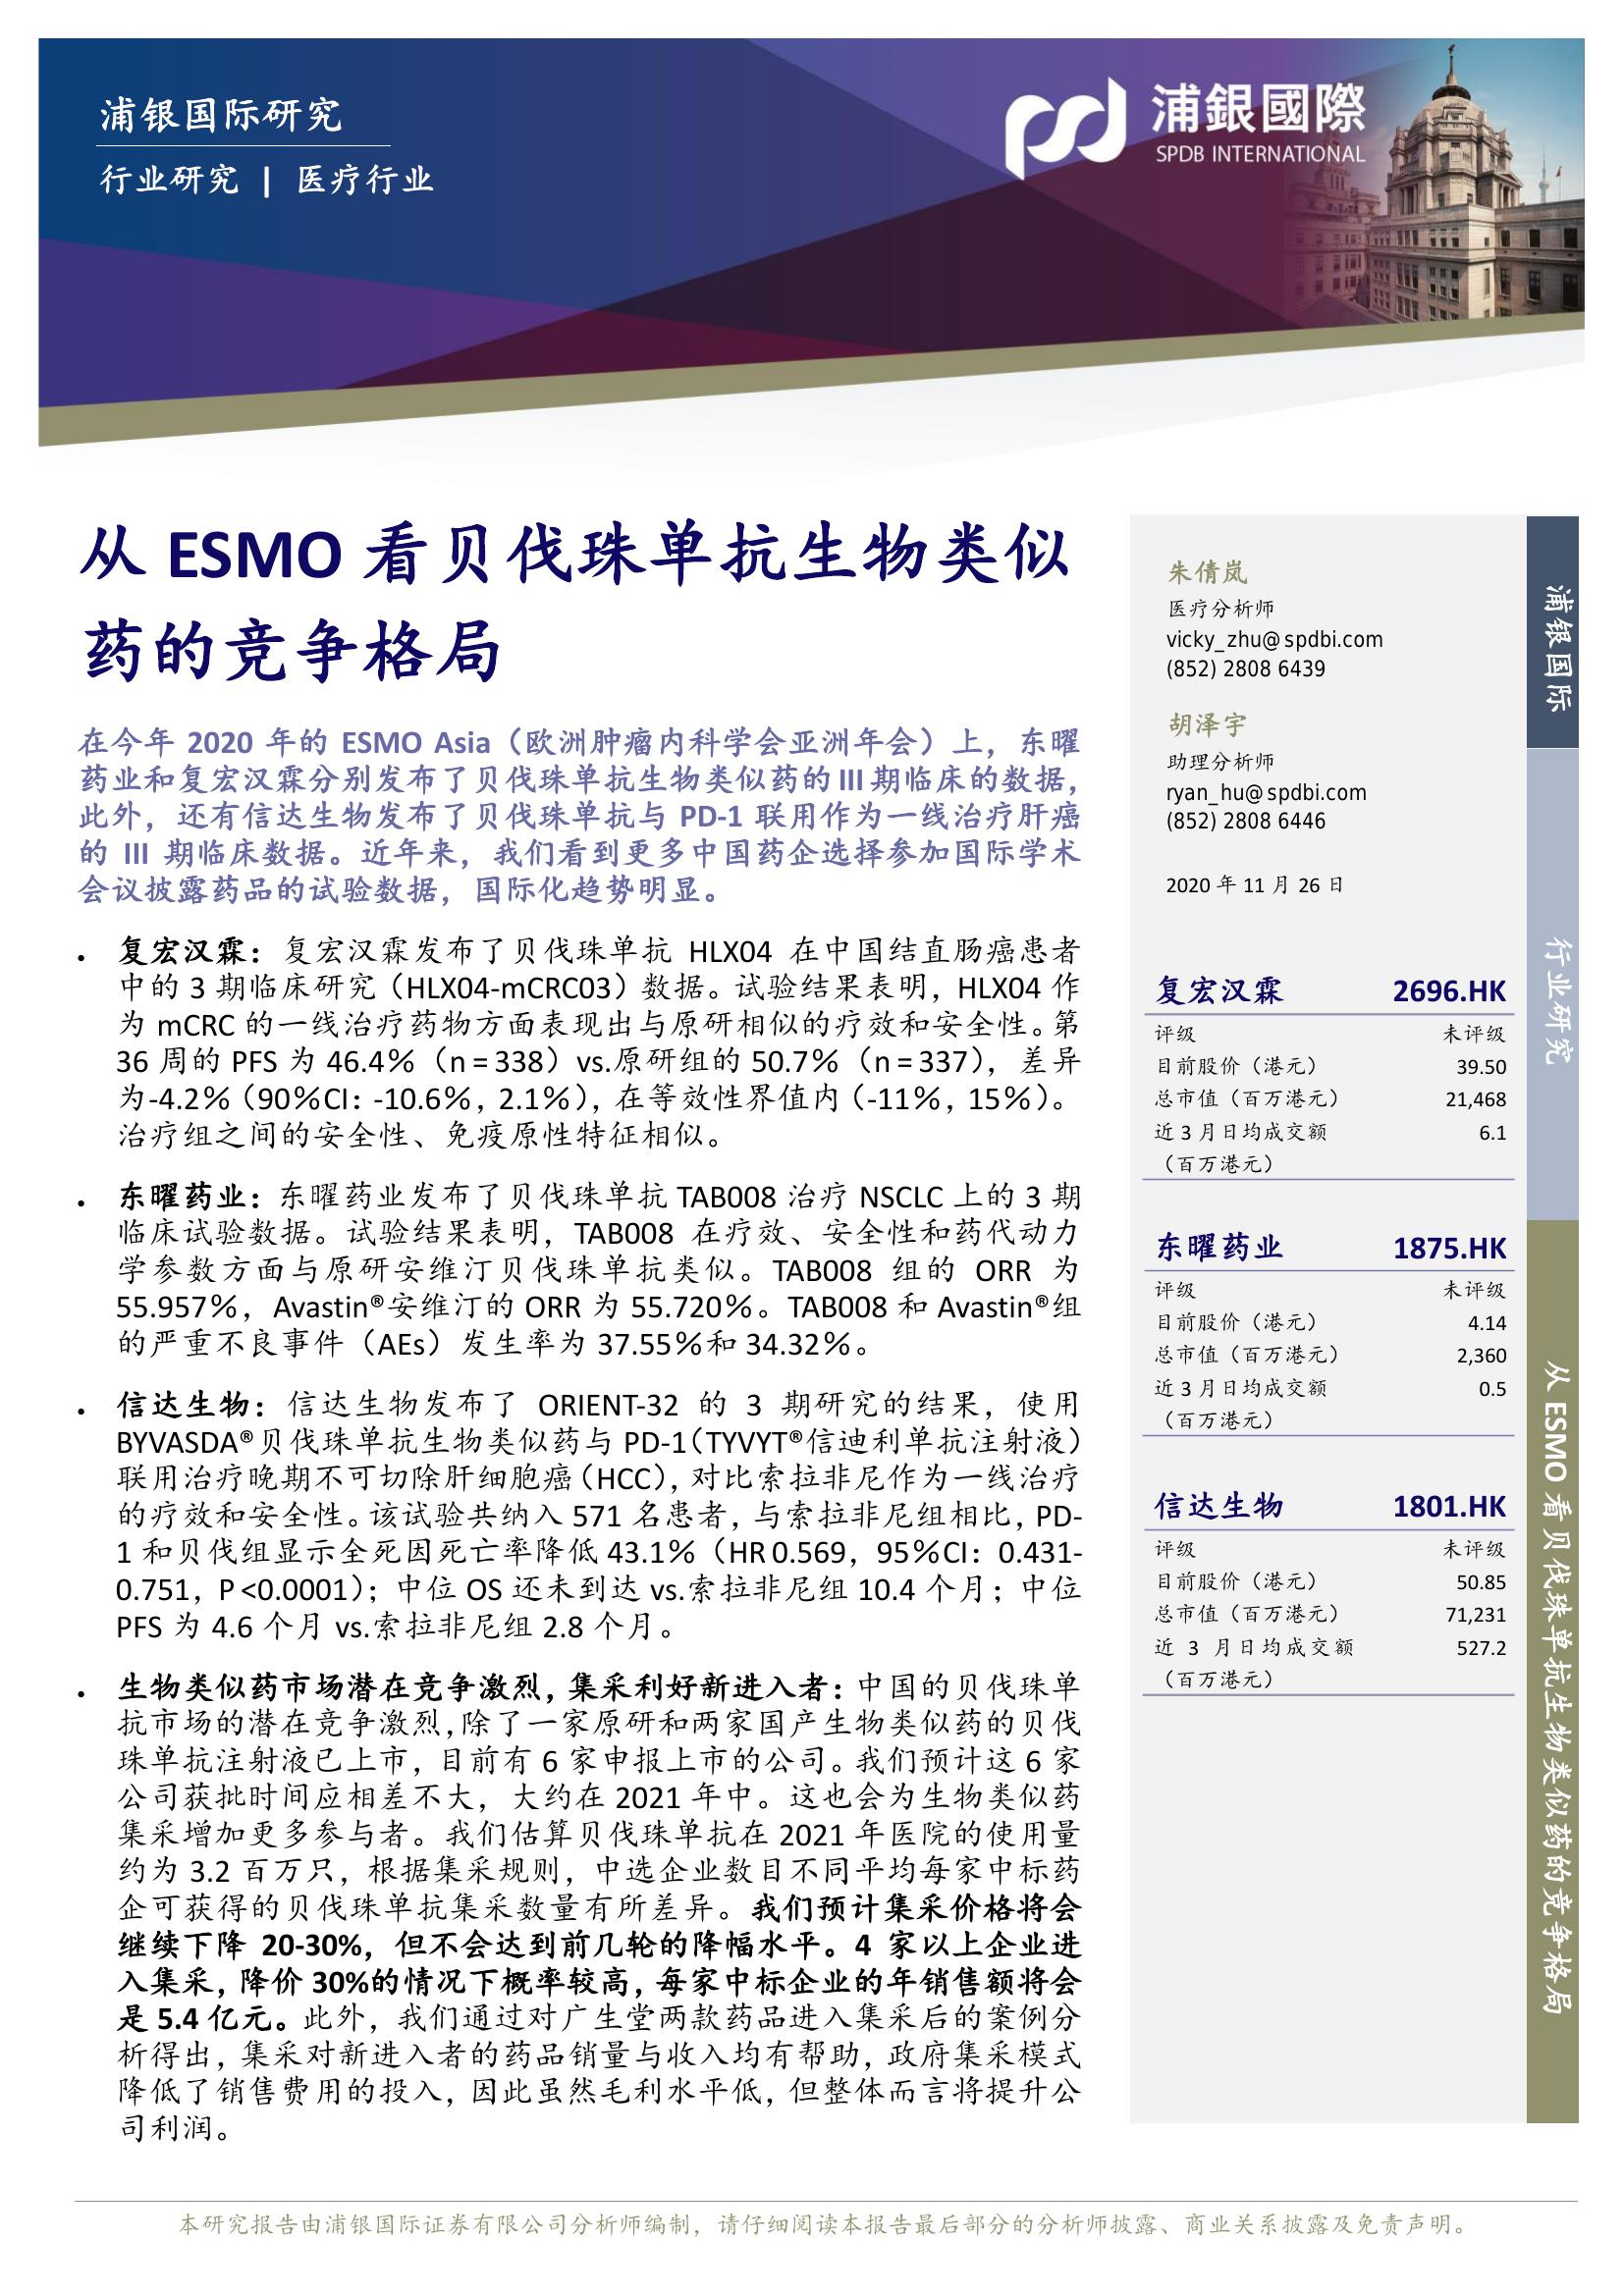 浦银国际研究
行业研究 | 医疗行业
浦銀國際
SPDB INTERNATIONAL
从 ESMO 看贝伐珠单抗生物类似
药的竞争格局
在今年 2020 年的 ESMO Asia（欧洲肿瘤内科学会亚洲年会）上，东曜
药业和复宏汉霖分别发布了贝伐珠单抗生物类似药的 III 期临床的数据，
此外，还有信达生物发布了贝伐珠单抗与 PD-1 联用作为一线治疗肝癌
的 III 期临床数据。近年来，我们看到更多中国药企选择参加国际学术
会议披露药品的试验数据，国际化趋势明显。
• 复宏汉霖：复宏汉霖发布了贝伐珠单抗 HLX04 在中国结直肠癌患者
中的 3 期临床研究（HLX04-mCRC03）数据。试验结果表明，HLX04 作
为 mCRC 的一线治疗药物方面表现出与原研相似的疗效和安全性。第
36 周的 PFS 为 46.4%（n = 338）vs.原研组的 50.7%（n = 337），差异
为-4.2%（90%CI：-10.6%，2.1%），在等效性界值内（-11%，15%）。
治疗组之间的安全性、免疫原性特征相似。
• 东曜药业：东曜药业发布了贝伐珠单抗 TAB008 治疗 NSCLC 上的 3 期
临床试验数据。试验结果表明，TAB008 在疗效、安全性和药代动力
学参数方面与原研安维汀贝伐珠单抗类似。TAB008 组的 ORR 为
55.957%，Avastin®安维汀的 ORR 为 55.720%。TAB008 和 Avastin®组
的严重不良事件（AEs）发生率为 37.55%和 34.32%。
• 信达生物：信达生物发布了 ORIENT-32 的 3 期研究的结果，使用
BYVASDA®贝伐珠单抗生物类似药与 PD-1（TYVYT®信迪利单抗注射液）
联用治疗晚期不可切除肝细胞癌（HCC），对比索拉非尼作为一线治疗
的疗效和安全性。该试验共纳入 571 名患者，与索拉非尼组相比，PD-
1 和贝伐组显示全死因死亡率降低 43.1%（HR 0.569，95%CI：0.431-
0.751，P <0.0001）；中位 OS 还未到达 vs.索拉非尼组 10.4 个月；中位
PFS 为 4.6 个月 vs.索拉非尼组 2.8 个月。
• 生物类似药市场潜在竞争激烈，集采利好新进入者：中国的贝伐珠单
抗市场的潜在竞争激烈，除了一家原研和两家国产生物类似药的贝伐
珠单抗注射液已上市，目前有 6 家申报上市的公司。我们预计这 6 家
公司获批时间应相差不大，大约在 2021 年中。这也会为生物类似药
集采增加更多参与者。我们估算贝伐珠单抗在 2021 年医院的使用量
约为 3.2 百万只，根据集采规则，中选企业数目不同平均每家中标药
企可获得的贝伐珠单抗集采数量有所差异。我们预计集采价格将会
继续下降 20-30%，但不会达到前几轮的降幅水平。4 家以上企业进
入集采，降价 30%的情况下概率较高，每家中标企业的年销售额将会
是 5.4 亿元。此外，我们通过对广生堂两款药品进入集采后的案例分
析得出，集采对新进入者的药品销量与收入均有帮助，政府集采模式
降低了销售费用的投入，因此虽然毛利水平低，但整体而言将提升公
司利润。
朱倩岚
医疗分析师
vicky_zhu@spdbi.com
(852) 2808 6439
胡泽宇
助理分析师
ryan_hu@spdbi.com
(852) 2808 6446
2020 年 11 月 26 日
复宏汉霖 2696.HK
评级 未评级
目前股价（港元） 39.50
总市值（百万港元） 21,468
近 3 月日均成交额 6.1
（百万港元）
东曜药业 1875.HK
评级 未评级
目前股价（港元） 4.14
总市值（百万港元） 2,360
近 3 月日均成交额 0.5
（百万港元）
信达生物 1801.HK
评级 未评级
目前股价（港元） 50.85
总市值（百万港元） 71,231
近 3 月日均成交额 527.2
（百万港元）
浦银国际
行业研究
从 ESMO 看贝伐珠单抗生物类似药的竞争格局
本研究报告由浦银国际证券有限公司分析师编制，请仔细阅读本报告最后部分的分析师披露、商业关系披露及免责声明。